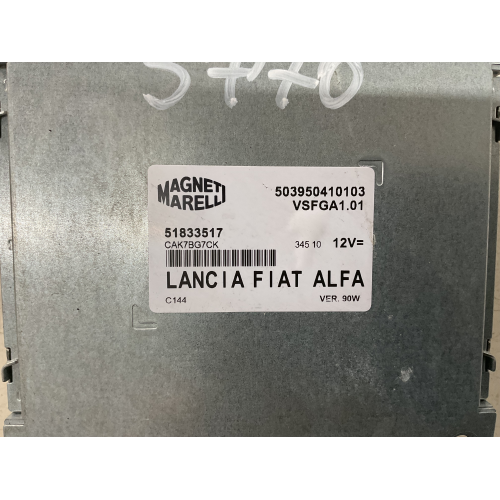 5770
MAGNETI
MARELLI
503950410103
VSFGA1.01
51833517
CAK7BG7CK
345 10 12V=
LANCIA FIAT ALFA
C144 VER. 90W